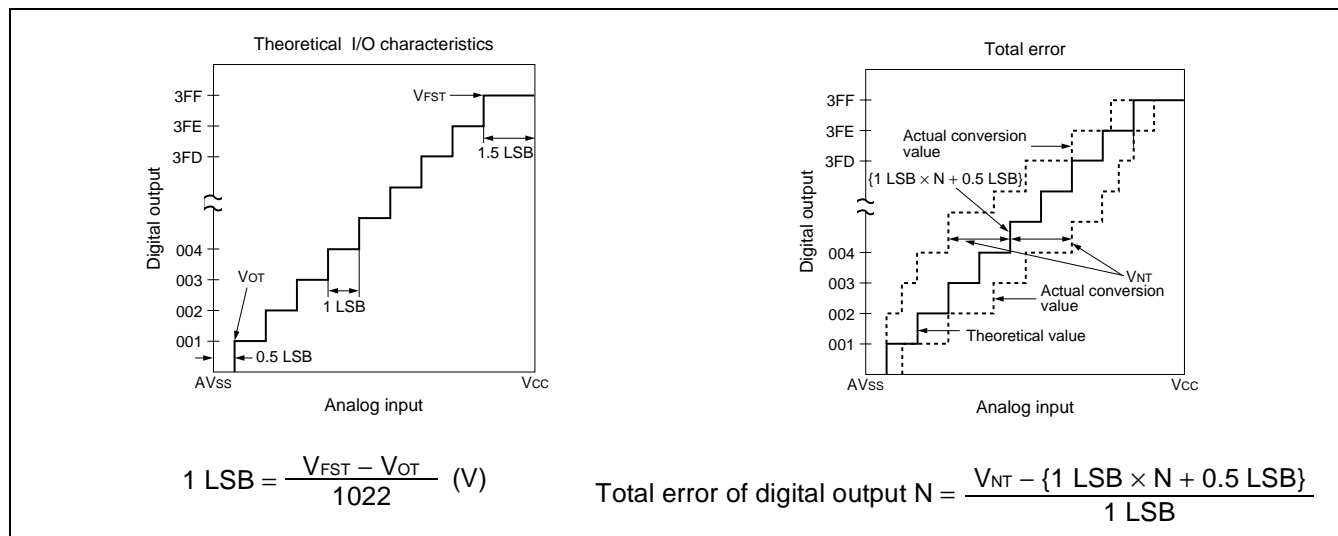 Theoretical I/O characteristics
3FF
3FE
3FD
004
003
002
001
Digital output
VFST
1.5 LSB
VOT
1 LSB
0.5 LSB
AVSS
VCC
Analog input
1 LSB = VFST – VOT / 1022 (V)
Total error
3FF
3FE
3FD
004
003
002
001
Digital output
Actual conversion
value
{1 LSB × N + 0.5 LSB}
VNT
Actual conversion
value
Theoretical value
AVSS
VCC
Analog input
Total error of digital output N = VNT – {1 LSB × N + 0.5 LSB} / 1 LSB